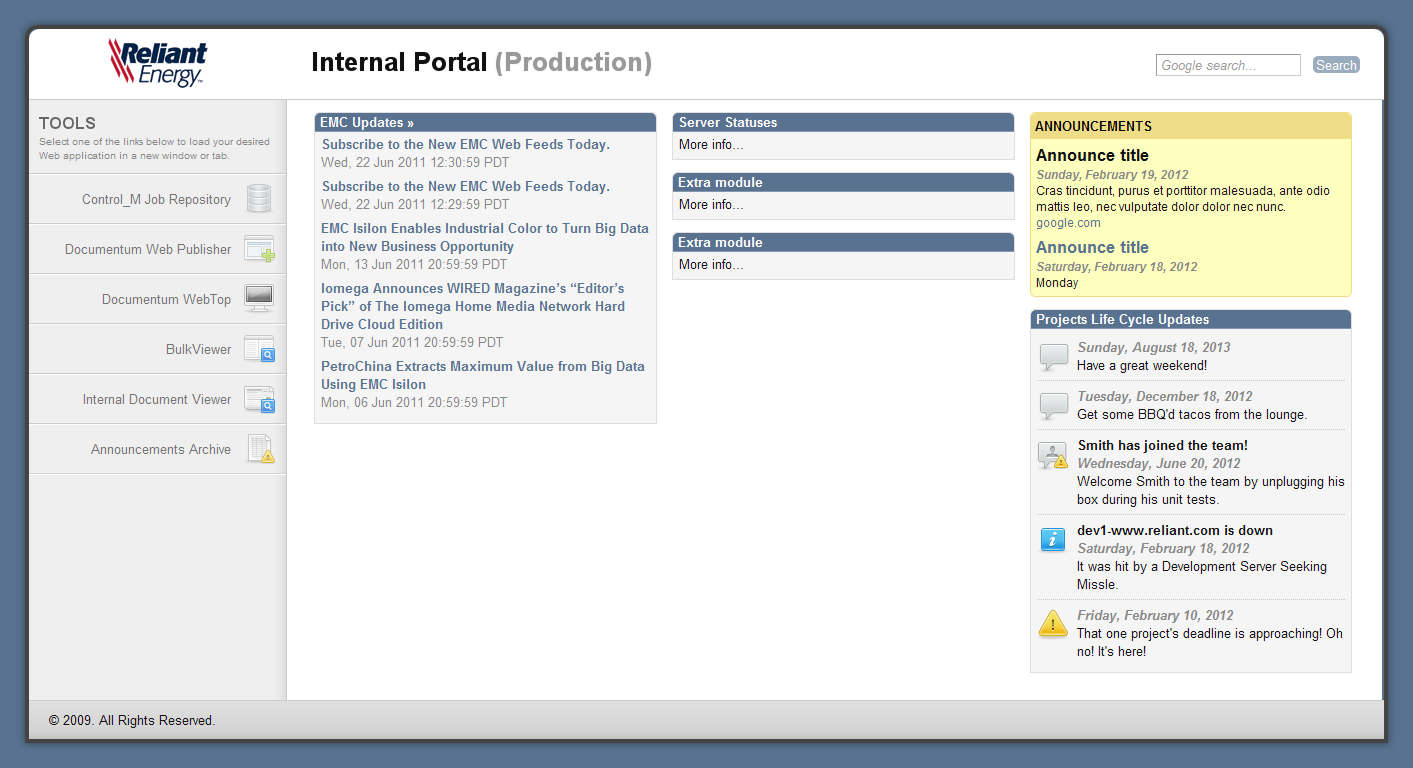 Reliant
Energy™
Internal Portal (Production)
Google search...
Search
TOOLS
Select one of the links below to load your desired
Web application in a new window or tab.
Control_M Job Repository
Documentum Web Publisher
Documentum WebTop
BulkViewer
Internal Document Viewer
Announcements Archive
EMC Updates »
Subscribe to the New EMC Web Feeds Today.
Wed, 22 Jun 2011 12:30:59 PDT
Subscribe to the New EMC Web Feeds Today.
Wed, 22 Jun 2011 12:29:59 PDT
EMC Isilon Enables Industrial Color to Turn Big Data
into New Business Opportunity
Mon, 13 Jun 2011 20:59:59 PDT
Iomega Announces WIRED Magazine’s “Editor’s
Pick” of The Iomega Home Media Network Hard
Drive Cloud Edition
Tue, 07 Jun 2011 20:59:59 PDT
PetroChina Extracts Maximum Value from Big Data
Using EMC Isilon
Mon, 06 Jun 2011 20:59:59 PDT
Server Statuses
More info...
Extra module
More info...
Extra module
More info...
ANNOUNCEMENTS
Announce title
Sunday, February 19, 2012
Cras tincidunt, purus et porttitor malesuada, ante odio
mattis leo, nec vulputate dolor dolor nec nunc.
google.com
Announce title
Saturday, February 18, 2012
Monday
Projects Life Cycle Updates
Sunday, August 18, 2013
Have a great weekend!
Tuesday, December 18, 2012
Get some BBQ'd tacos from the lounge.
Smith has joined the team!
Wednesday, June 20, 2012
Welcome Smith to the team by unplugging his
box during his unit tests.
dev1-www.reliant.com is down
Saturday, February 18, 2012
It was hit by a Development Server Seeking
Missle.
Friday, February 10, 2012
That one project's deadline is approaching! Oh
no! It's here!
© 2009. All Rights Reserved.